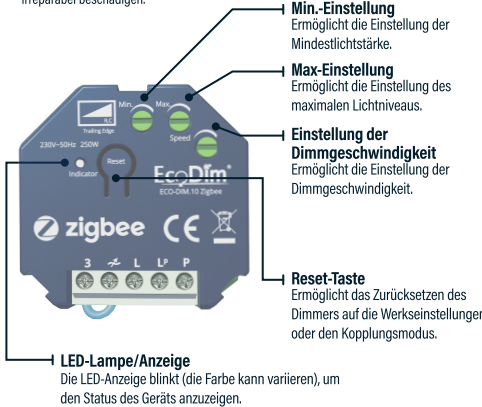 irreparabel beschädigen.
Min.-Einstellung
Ermöglicht die Einstellung der
Mindestlichtstärke.
Max-Einstellung
Ermöglicht die Einstellung des
maximalen Lichtniveaus.
Einstellung der
Dimmgeschwindigkeit
Ermöglicht die Einstellung der
Dimmgeschwindigkeit.
ILC
Trailing Edge
Min.
Max.
Speed
230V~50Hz 250W
Indicator
Reset
EcoDim®
ECO-DIM.10 Zigbee
zigbee
CE
3 L Lᵖ P
Reset-Taste
Ermöglicht das Zurücksetzen des
Dimmers auf die Werkseinstellungen
oder den Kopplungsmodus.
LED-Lampe/Anzeige
Die LED-Anzeige blinkt (die Farbe kann variieren), um
den Status des Geräts anzuzeigen.